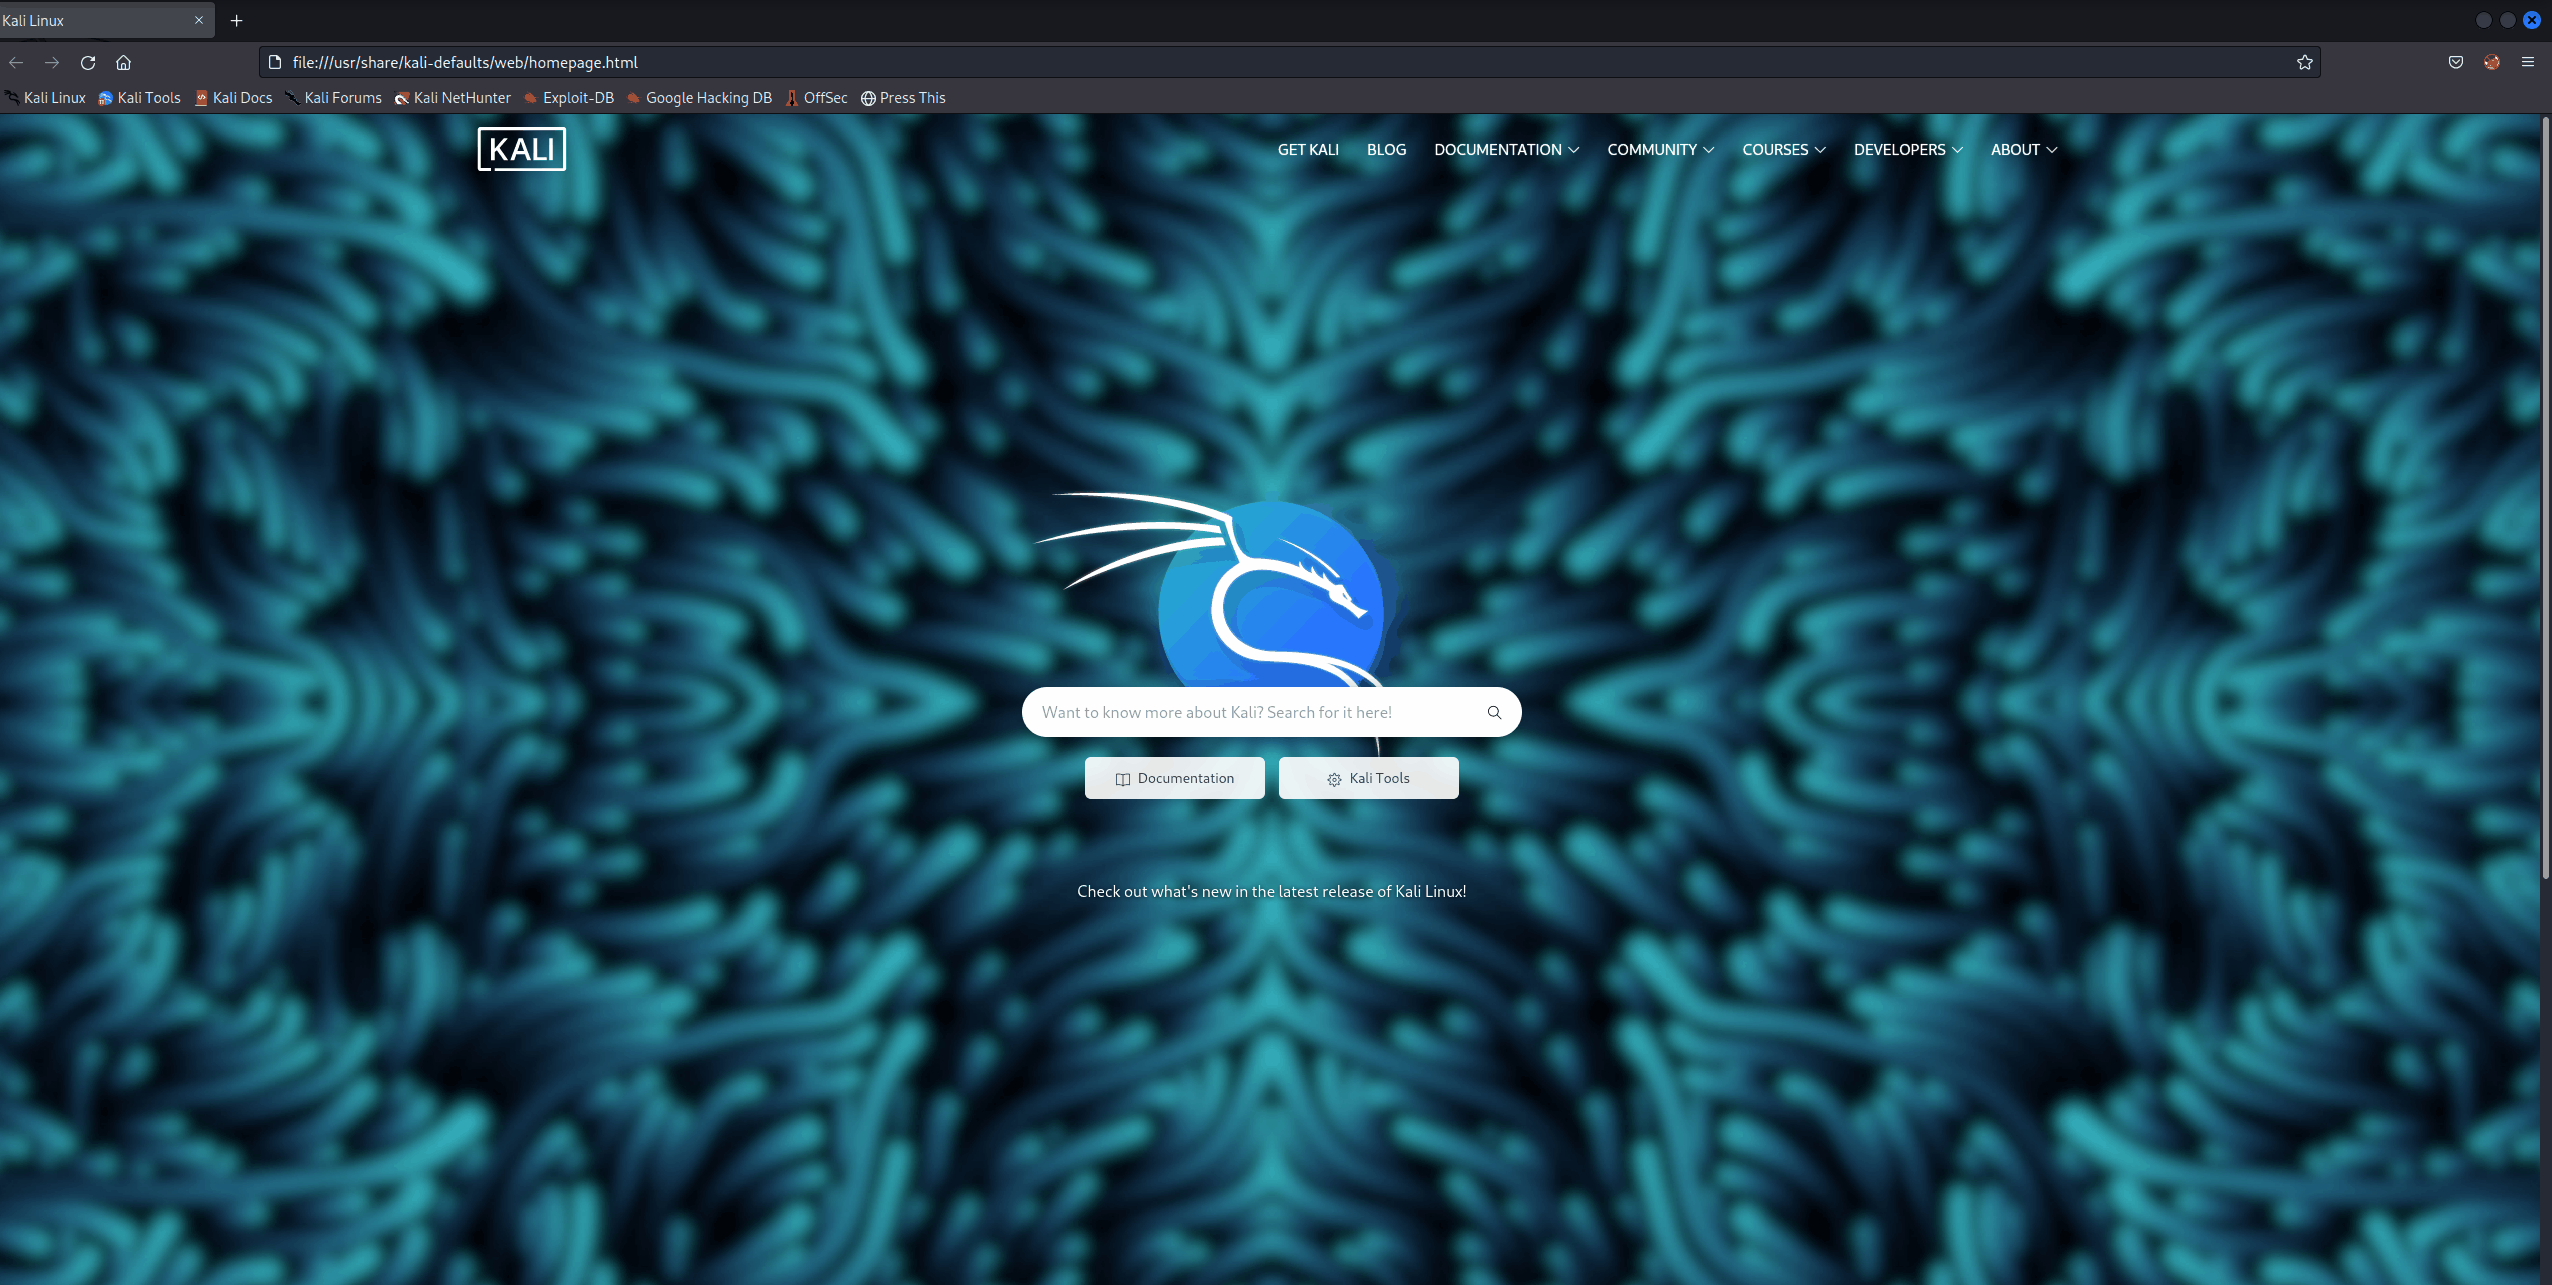 Kali Linux
file:///usr/share/kali-defaults/web/homepage.html
Kali Linux Kali Tools Kali Docs Kali Forums Kali NetHunter Exploit-DB Google Hacking DB OffSec Press This
KALI GET KALI BLOG DOCUMENTATION COMMUNITY COURSES DEVELOPERS ABOUT
Want to know more about Kali? Search for it here!
Documentation Kali Tools
Check out what's new in the latest release of Kali Linux!